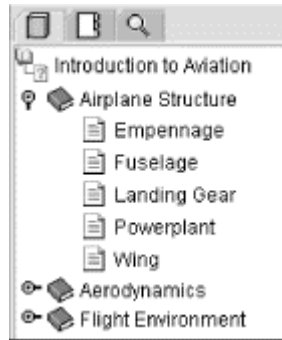 Introduction to Aviation
Airplane Structure
Empennage
Fuselage
Landing Gear
Powerplant
Wing
Aerodynamics
Flight Environment